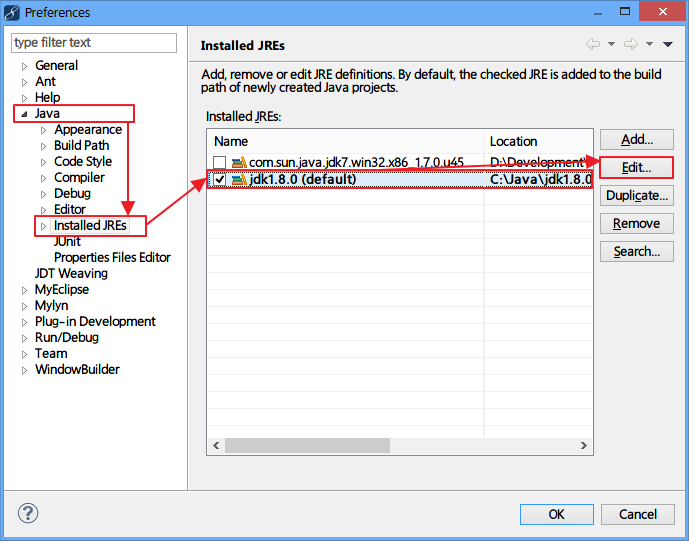 Preferences
type filter text
General
Ant
Help
Java
Appearance
Build Path
Code Style
Compiler
Debug
Editor
Installed JREs
JUnit
Properties Files Editor
JDT Weaving
MyEclipse
Mylyn
Plug-in Development
Run/Debug
Team
WindowBuilder
Installed JREs
Add, remove or edit JRE definitions. By default, the checked JRE is added to the build
path of newly created Java projects.
Installed JREs:
Name Location
com.sun.java.jdk7.win32.x86_1.7.0.u45 D:\Development\
jdk1.8.0 (default) C:\Java\jdk1.8.0
Add...
Edit...
Duplicate...
Remove
Search...
?
OK Cancel